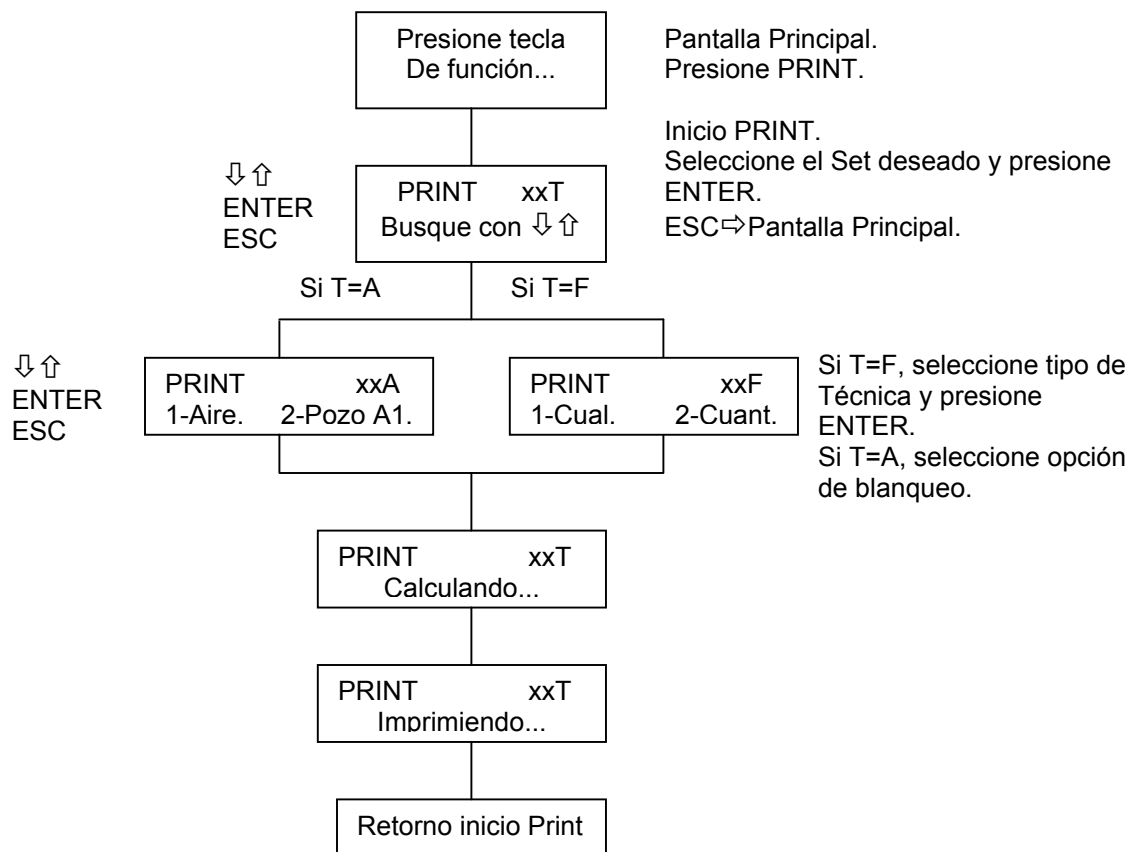 Presione tecla
De función...
Pantalla Principal.
Presione PRINT.
Inicio PRINT.
Seleccione el Set deseado y presione
ENTER.
ESC⇨Pantalla Principal.
⇩⇧
ENTER
ESC
PRINT xxT
Busque con ⇩⇧
Si T=A
Si T=F
⇩⇧
ENTER
ESC
PRINT xxA
1-Aire. 2-Pozo A1.
PRINT xxF
1-Cual. 2-Cuant.
Si T=F, seleccione tipo de
Técnica y presione
ENTER.
Si T=A, seleccione opción
de blanqueo.
PRINT xxT
Calculando...
PRINT xxT
Imprimiendo...
Retorno inicio Print